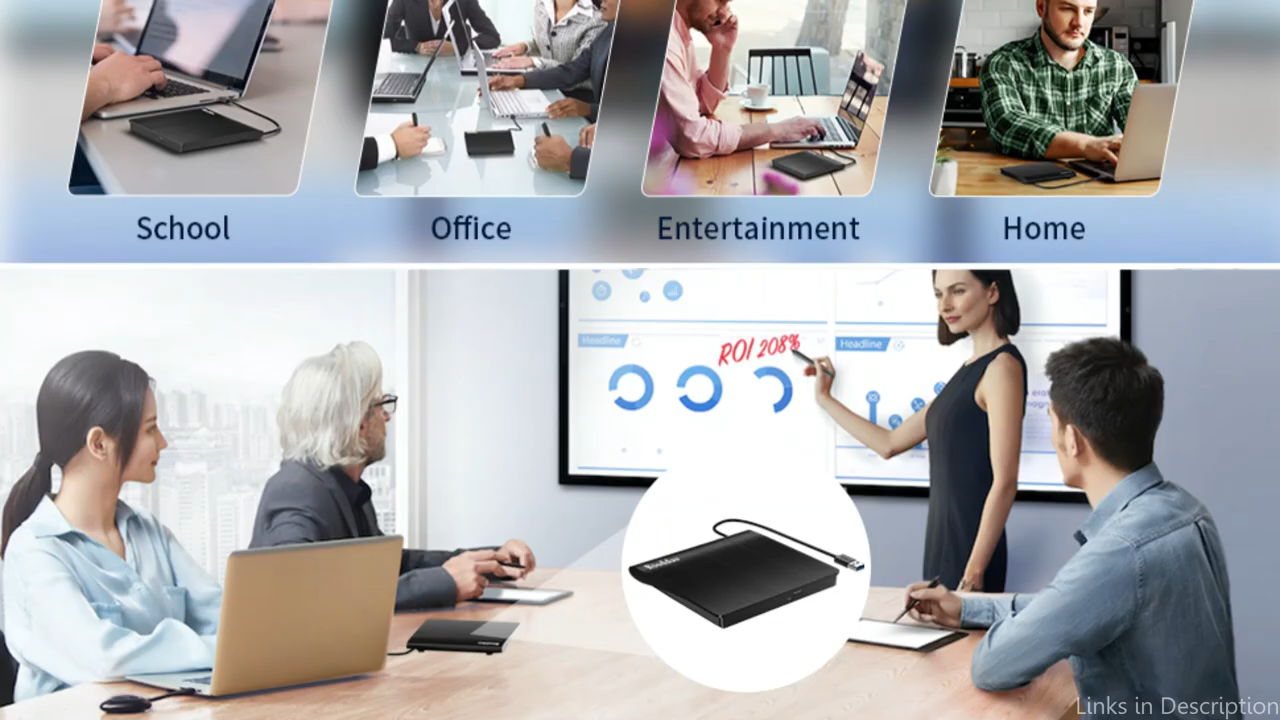 School
Office
Entertainment
Home
ROI 208%
Headline
Headline
Links in Description